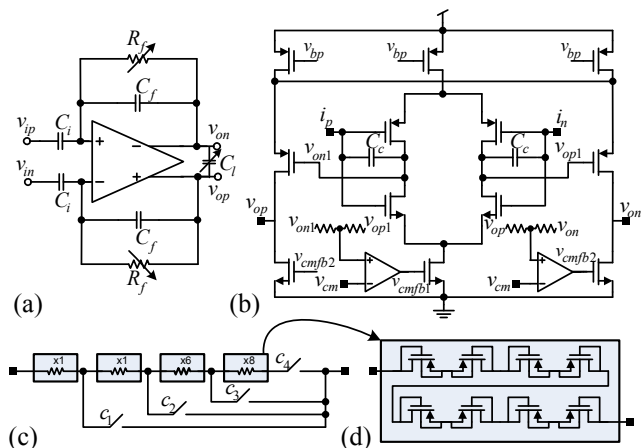 (a)
R_f
C_f
v_ip
C_i
v_on
v_in
C_i
C_l
v_op
C_f
R_f
(b)
v_bp
v_bp
v_bp
i_p
i_n
C_c
C_c
v_on1
v_op1
v_op
v_on1
v_op1
v_op
v_on
v_on
v_cmfb2
v_cmfb2
v_cm
v_cmfb1
v_cm
(c)
x1
x1
x6
x8
c_4
c_3
c_2
c_1
(d)